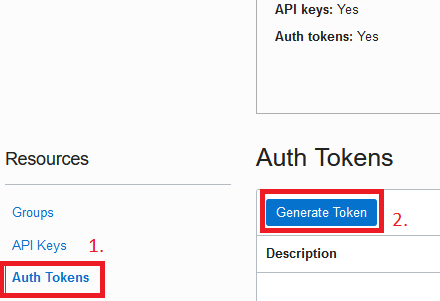 API keys: Yes
Auth tokens: Yes
Resources
Groups
API Keys
1.
Auth Tokens
Auth Tokens
Generate Token
2.
Description